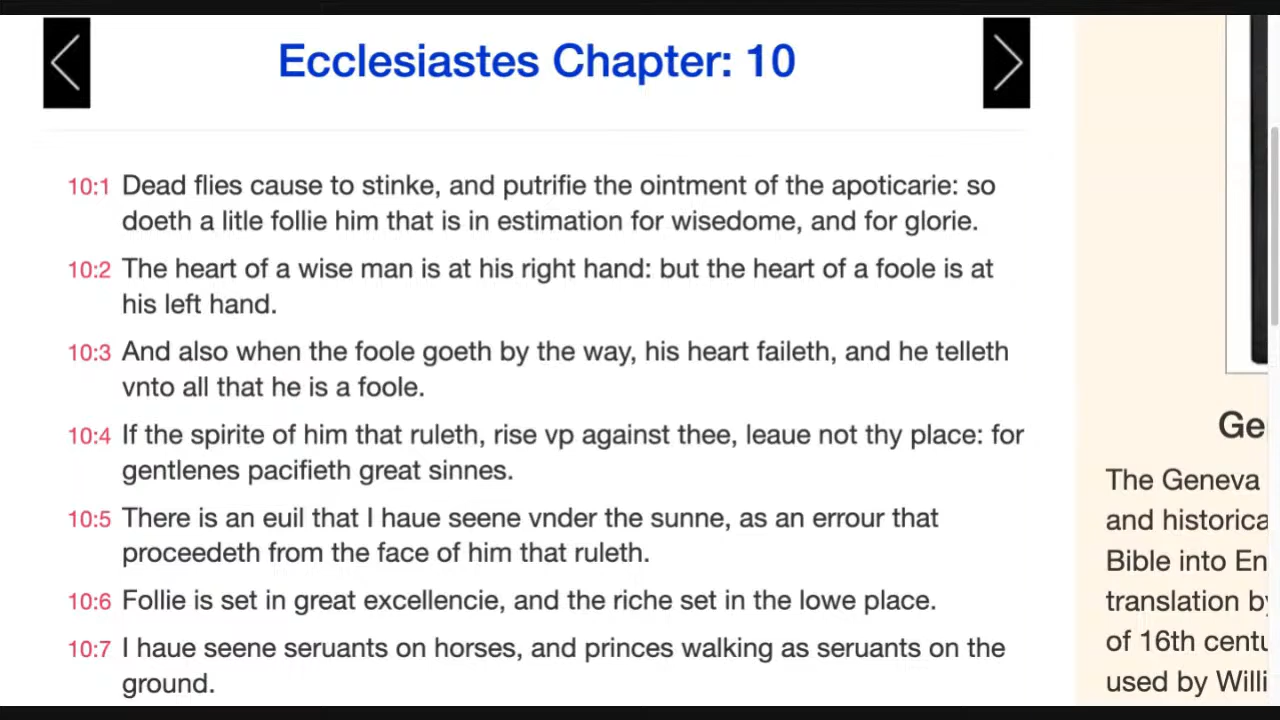 Ecclesiastes Chapter: 10
10:1 Dead flies cause to stinke, and putrifie the ointment of the apoticarie: so
doeth a litle follie him that is in estimation for wisedome, and for glorie.
10:2 The heart of a wise man is at his right hand: but the heart of a foole is at
his left hand.
10:3 And also when the foole goeth by the way, his heart faileth, and he telleth
vnto all that he is a foole.
10:4 If the spirite of him that ruleth, rise vp against thee, leaue not thy place: for
gentlenes pacifieth great sinnes.
10:5 There is an euil that I haue seene vnder the sunne, as an errour that
proceedeth from the face of him that ruleth.
10:6 Follie is set in great excellencie, and the riche set in the lowe place.
10:7 I haue seene seruants on horses, and princes walking as seruants on the
ground.
Ge
The Geneva
and historica
Bible into En
translation by
of 16th centu
used by Willi